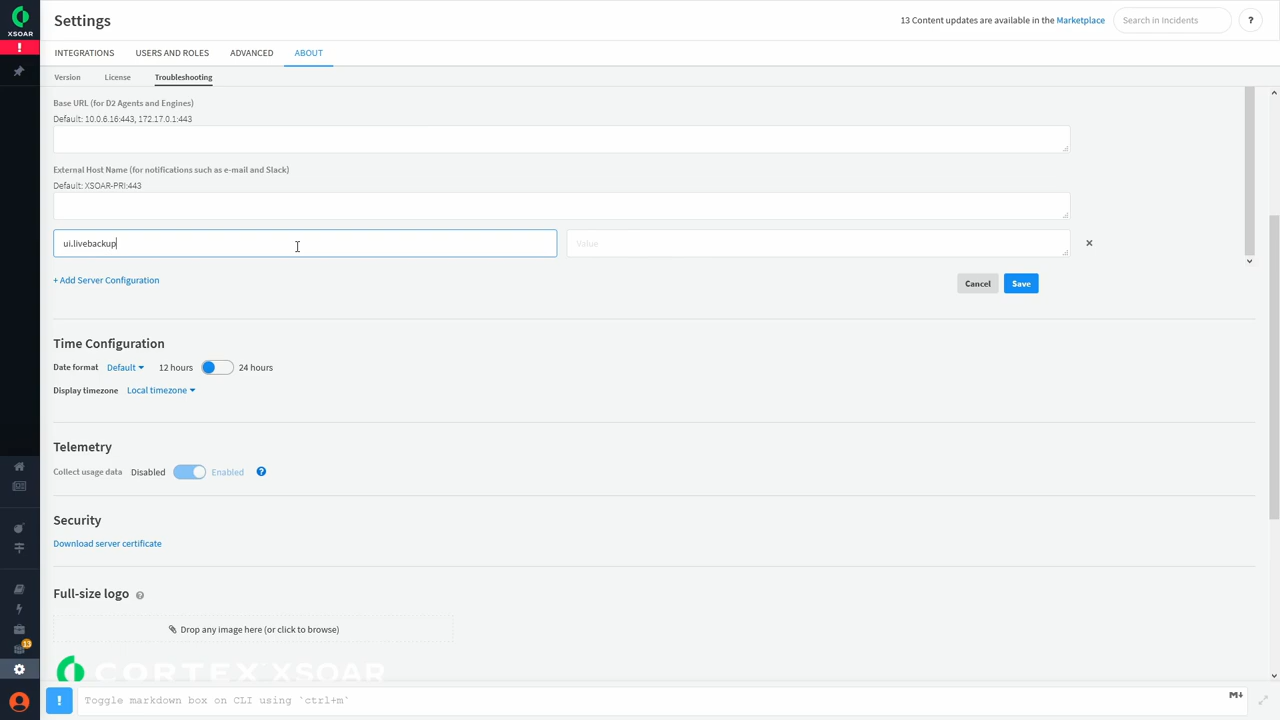 XSOAR
Settings
13 Content updates are available in the Marketplace
Search in Incidents
?
INTEGRATIONS
USERS AND ROLES
ADVANCED
ABOUT
Version
License
Troubleshooting
Base URL (for D2 Agents and Engines)
Default: 10.0.6.16:443, 172.17.0.1:443
External Host Name (for notifications such as e-mail and Slack)
Default: XSOAR-PRI:443
ui.livebackup
Value
+ Add Server Configuration
Cancel
Save
Time Configuration
Date format Default 12 hours 24 hours
Display timezone Local timezone
Telemetry
Collect usage data Disabled Enabled ?
Security
Download server certificate
Full-size logo ?
Drop any image here (or click to browse)
CORTEX XSOAR
13
! Toggle markdown box on CLI using `ctrl+m` M↓